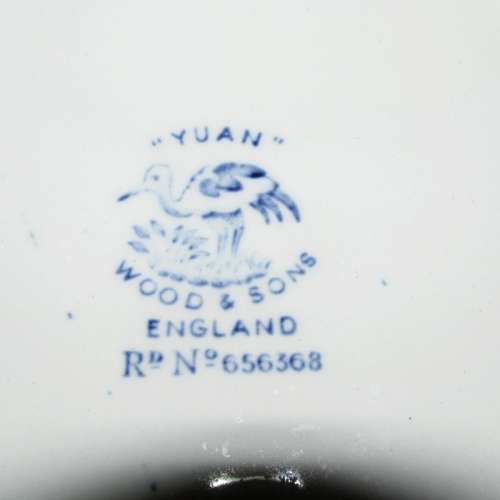 "YUAN"
WOOD & SONS
ENGLAND
Rᴰ Nº 656368